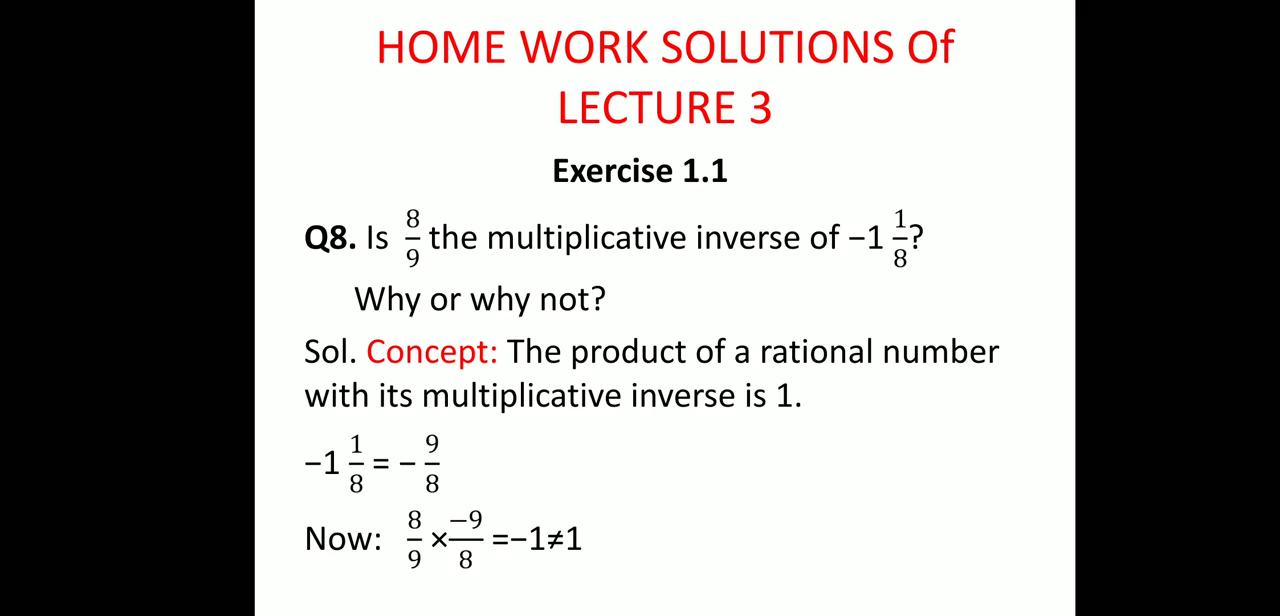 HOME WORK SOLUTIONS Of
LECTURE 3
Exercise 1.1
Q8. Is 8/9 the multiplicative inverse of −1 1/8?
Why or why not?
Sol. Concept: The product of a rational number
with its multiplicative inverse is 1.
−1 1/8 = − 9/8
Now: 8/9 × −9/8 =−1≠1